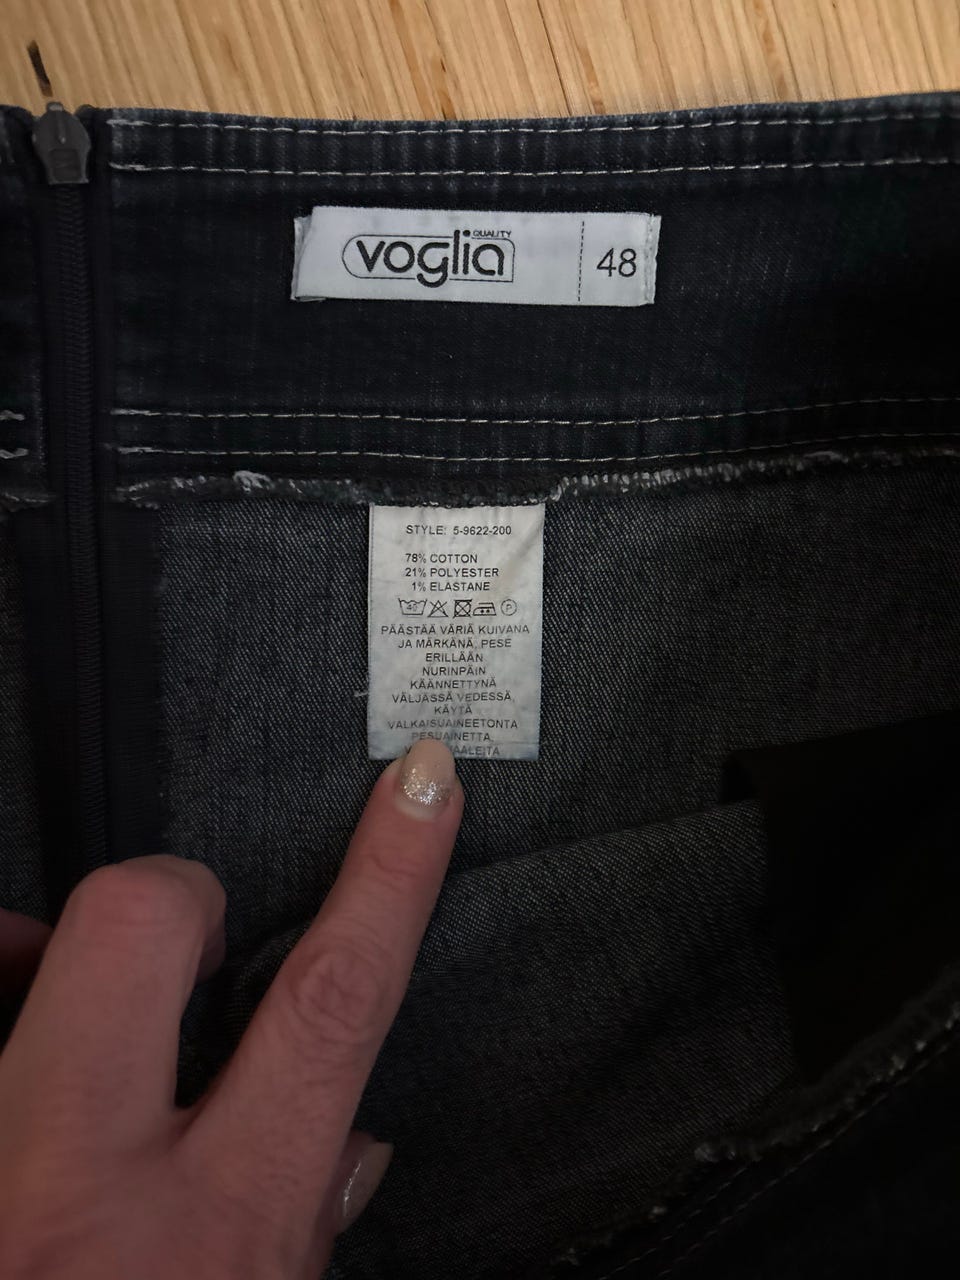 QUALITY
voglia
48
STYLE: 5-9622-200
78% COTTON
21% POLYESTER
1% ELASTANE
40
P
PÄÄSTÄÄ VÄRIÄ KUIVANA
JA MÄRKÄNÄ, PESE
ERILLÄÄN
NURINPÄIN
KÄÄNNETTYNÄ
VÄLJÄSSÄ VEDESSÄ,
KÄYTÄ
VALKAISUAINEETONTA
PESUAINETTA,